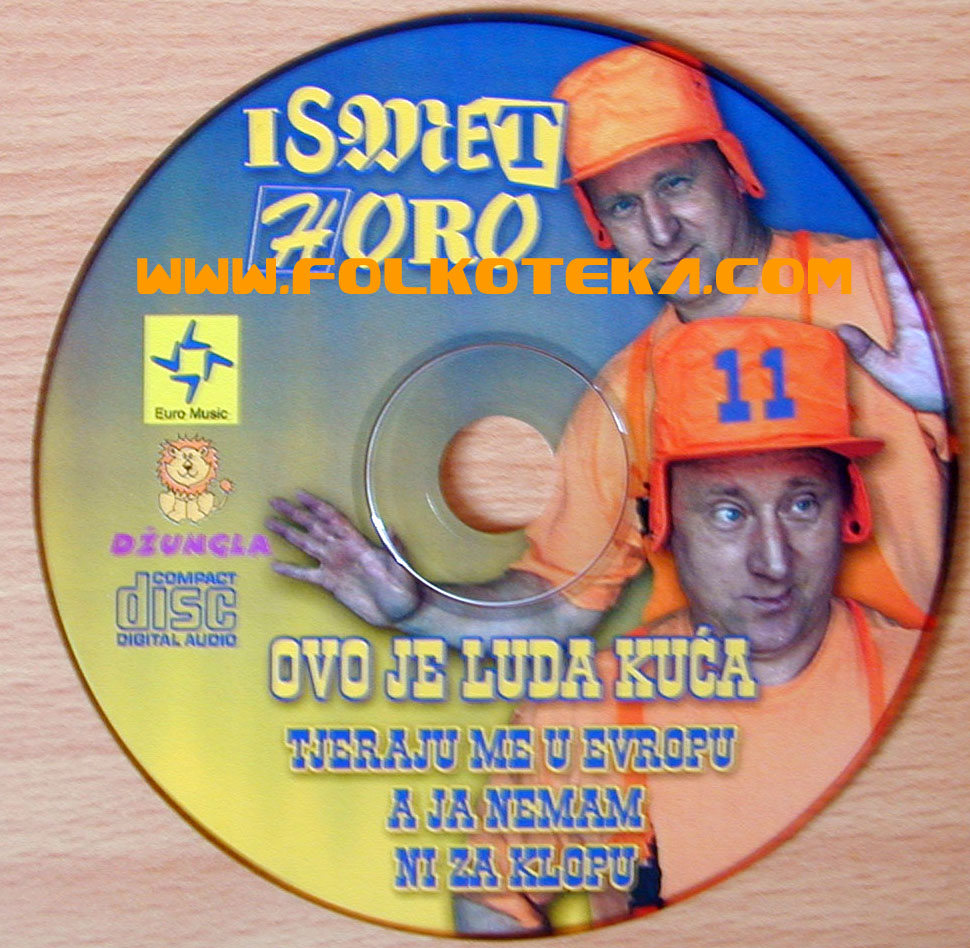 ISMET
HORO
WWW.FOLKOTEKA.COM
Euro Music
11
DŽUNGLA
COMPACT
disc
DIGITAL AUDIO
OVO JE LUDA KUĆA
TJERAJU ME U EVROPU
A JA NEMAM
NI ZA KLOPU